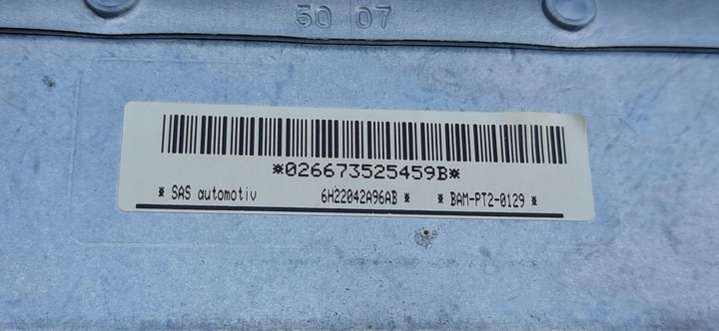 50 07
*026673525459B*
* SAS automotiv 6H22042A96AB * * BAM-PT2-0129 *